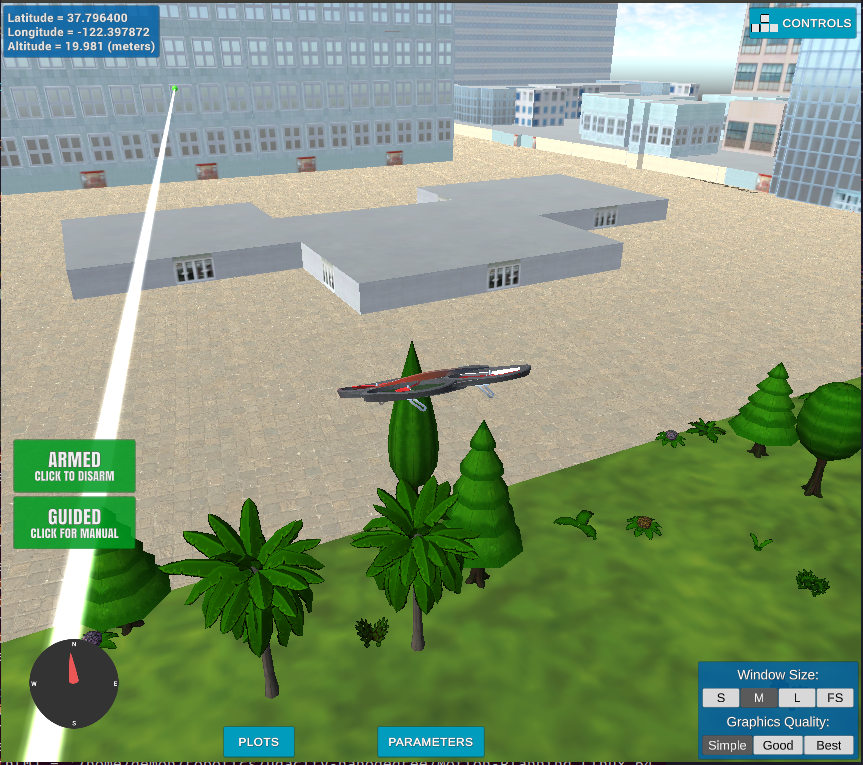 Latitude = 37.796400
Longitude = -122.397872
Altitude = 19.981 (meters)
CONTROLS
ARMED
CLICK TO DISARM
GUIDED
CLICK FOR MANUAL
N
W
E
S
PLOTS
PARAMETERS
Window Size:
S M L FS
Graphics Quality:
Simple Good Best